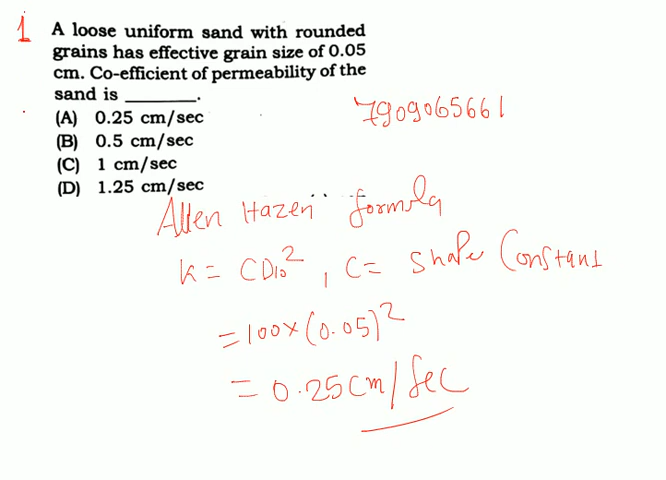 1 A loose uniform sand with rounded
grains has effective grain size of 0.05
cm. Co-efficient of permeability of the
sand is ________.
(A) 0.25 cm/sec
(B) 0.5 cm/sec
(C) 1 cm/sec
(D) 1.25 cm/sec
7909065661
Allen Hazen formula
k = CD₁₀², C = Shape Constant
= 100 x (0.05)²
= 0.25 cm/Sec